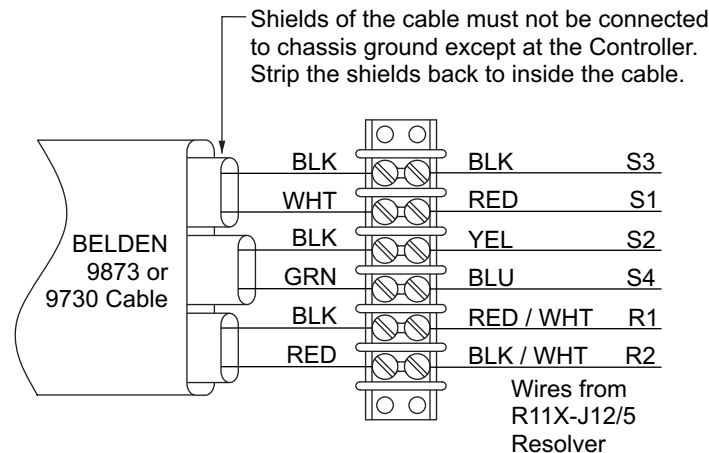 Shields of the cable must not be connected
to chassis ground except at the Controller.
Strip the shields back to inside the cable.
BLK BLK S3
WHT RED S1
BLK YEL S2
GRN BLU S4
BLK RED / WHT R1
RED BLK / WHT R2
BELDEN
9873 or
9730 Cable
Wires from
R11X-J12/5
Resolver